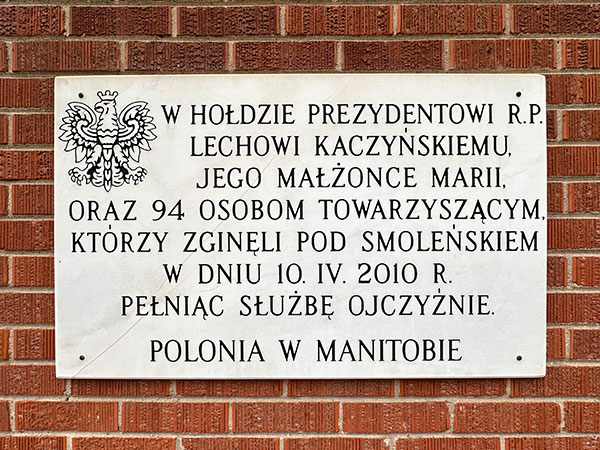 W HOŁDZIE PREZYDENTOWI R.P.
LECHOWI KACZYŃSKIEMU,
JEGO MAŁŻONCE MARII,
ORAZ 94 OSOBOM TOWARZYSZĄCYM,
KTÓRZY ZGINĘLI POD SMOLEŃSKIEM
W DNIU 10. IV. 2010 R.
PEŁNIĄC SŁUŻBĘ OJCZYŹNIE.
POLONIA W MANITOBIE